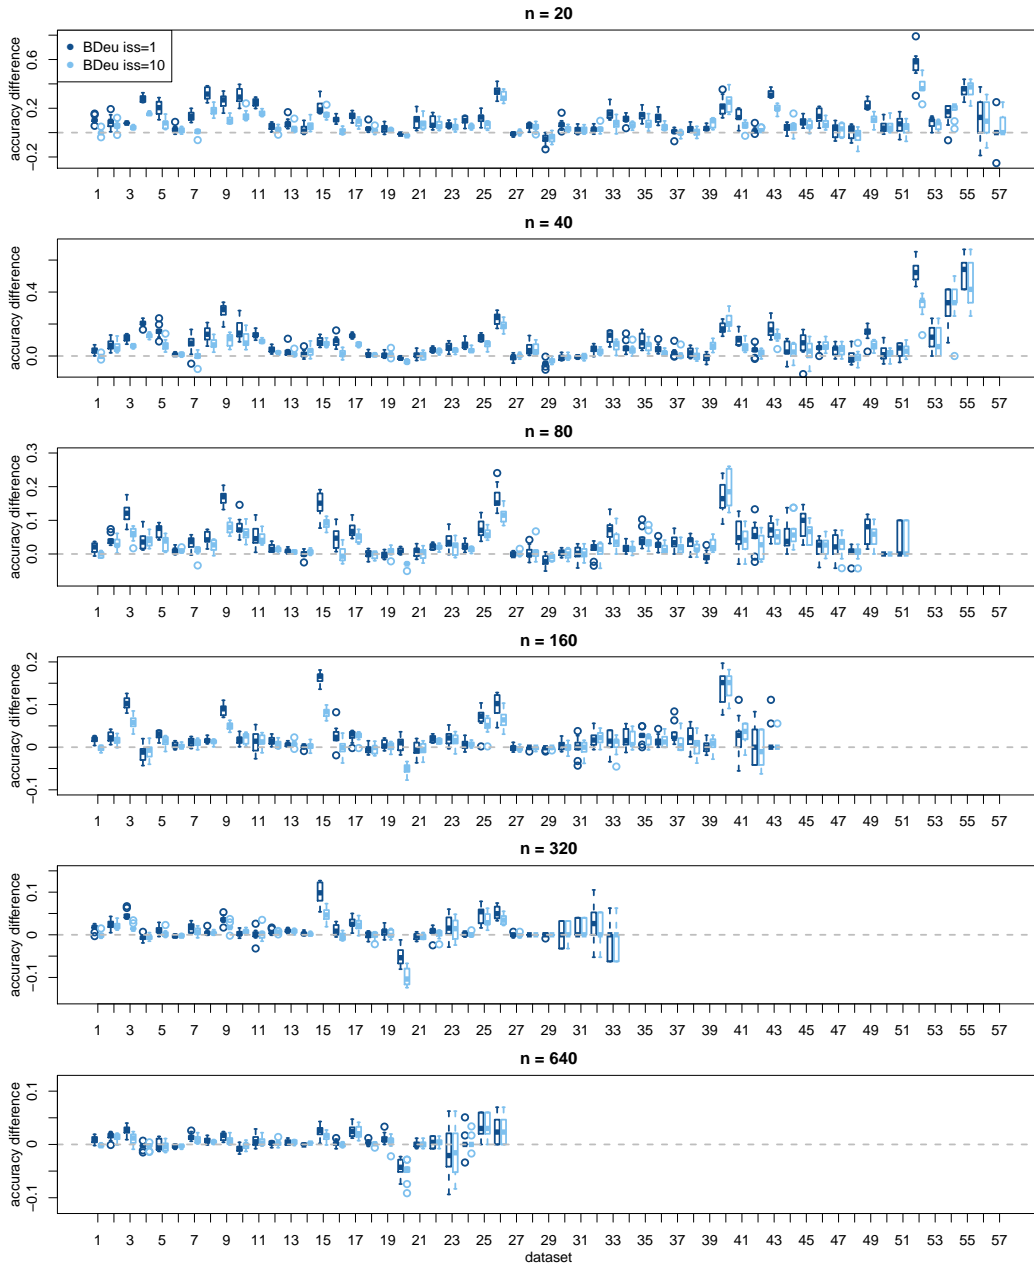 n = 20
BDeu iss=1
BDeu iss=10
accuracy difference
−0.2 0.2 0.6
1 3 5 7 9 11 13 15 17 19 21 23 25 27 29 31 33 35 37 39 41 43 45 47 49 51 53 55 57
n = 40
accuracy difference
0.0 0.4
1 3 5 7 9 11 13 15 17 19 21 23 25 27 29 31 33 35 37 39 41 43 45 47 49 51 53 55 57
n = 80
accuracy difference
0.0 0.1 0.2 0.3
1 3 5 7 9 11 13 15 17 19 21 23 25 27 29 31 33 35 37 39 41 43 45 47 49 51 53 55 57
n = 160
accuracy difference
−0.1 0 0.1 0.2
1 3 5 7 9 11 13 15 17 19 21 23 25 27 29 31 33 35 37 39 41 43 45 47 49 51 53 55 57
n = 320
accuracy difference
−0.1 0 0.1
1 3 5 7 9 11 13 15 17 19 21 23 25 27 29 31 33 35 37 39 41 43 45 47 49 51 53 55 57
n = 640
accuracy difference
−0.1 0 0.1
1 3 5 7 9 11 13 15 17 19 21 23 25 27 29 31 33 35 37 39 41 43 45 47 49 51 53 55 57
dataset